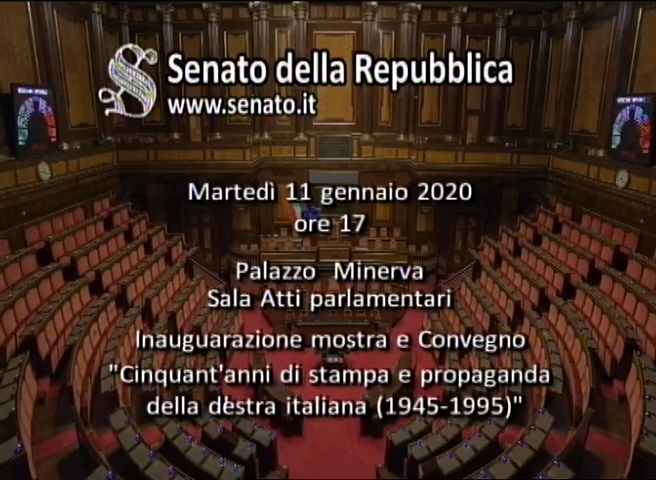 Senato della Repubblica
www.senato.it
Martedì 11 gennaio 2020
ore 17
Palazzo Minerva
Sala Atti parlamentari
Inauguarazione mostra e Convegno
"Cinquant'anni di stampa e propaganda
della destra italiana (1945-1995)"